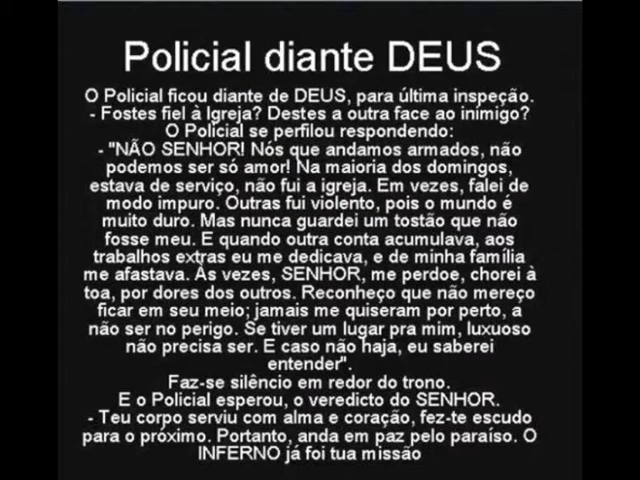 Policial diante DEUS
O Policial ficou diante de DEUS, para última inspeção.
- Fostes fiel à Igreja? Destes a outra face ao inimigo?
O Policial se perfilou respondendo:
- "NÃO SENHOR! Nós que andamos armados, não
podemos ser só amor! Na maioria dos domingos,
estava de serviço, não fui a igreja. Em vezes, falei de
modo impuro. Outras fui violento, pois o mundo é
muito duro. Mas nunca guardei um tostão que não
fosse meu. E quando outra conta acumulava, aos
trabalhos extras eu me dedicava, e de minha família
me afastava. Às vezes, SENHOR, me perdoe, chorei à
toa, por dores dos outros. Reconheço que não mereço
ficar em seu meio; jamais me quiseram por perto, a
não ser no perigo. Se tiver um lugar pra mim, luxuoso
não precisa ser. E caso não haja, eu saberei
entender".
Faz-se silêncio em redor do trono.
E o Policial esperou, o veredicto do SENHOR.
- Teu corpo serviu com alma e coração, fez-te escudo
para o próximo. Portanto, anda em paz pelo paraíso. O
INFERNO já foi tua missão